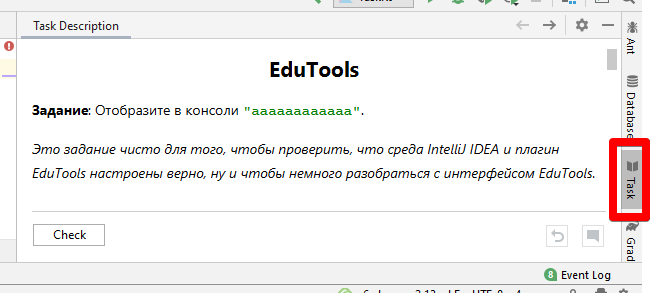 Task Description
EduTools
Задание: Отобразите в консоли "aaaaaaaaaaaa".
Это задание чисто для того, чтобы проверить, что среда IntelliJ IDEA и плагин
EduTools настроены верно, ну и чтобы немного разобраться с интерфейсом EduTools.
Check
Ant
Database
Task
Grad
8 Event Log